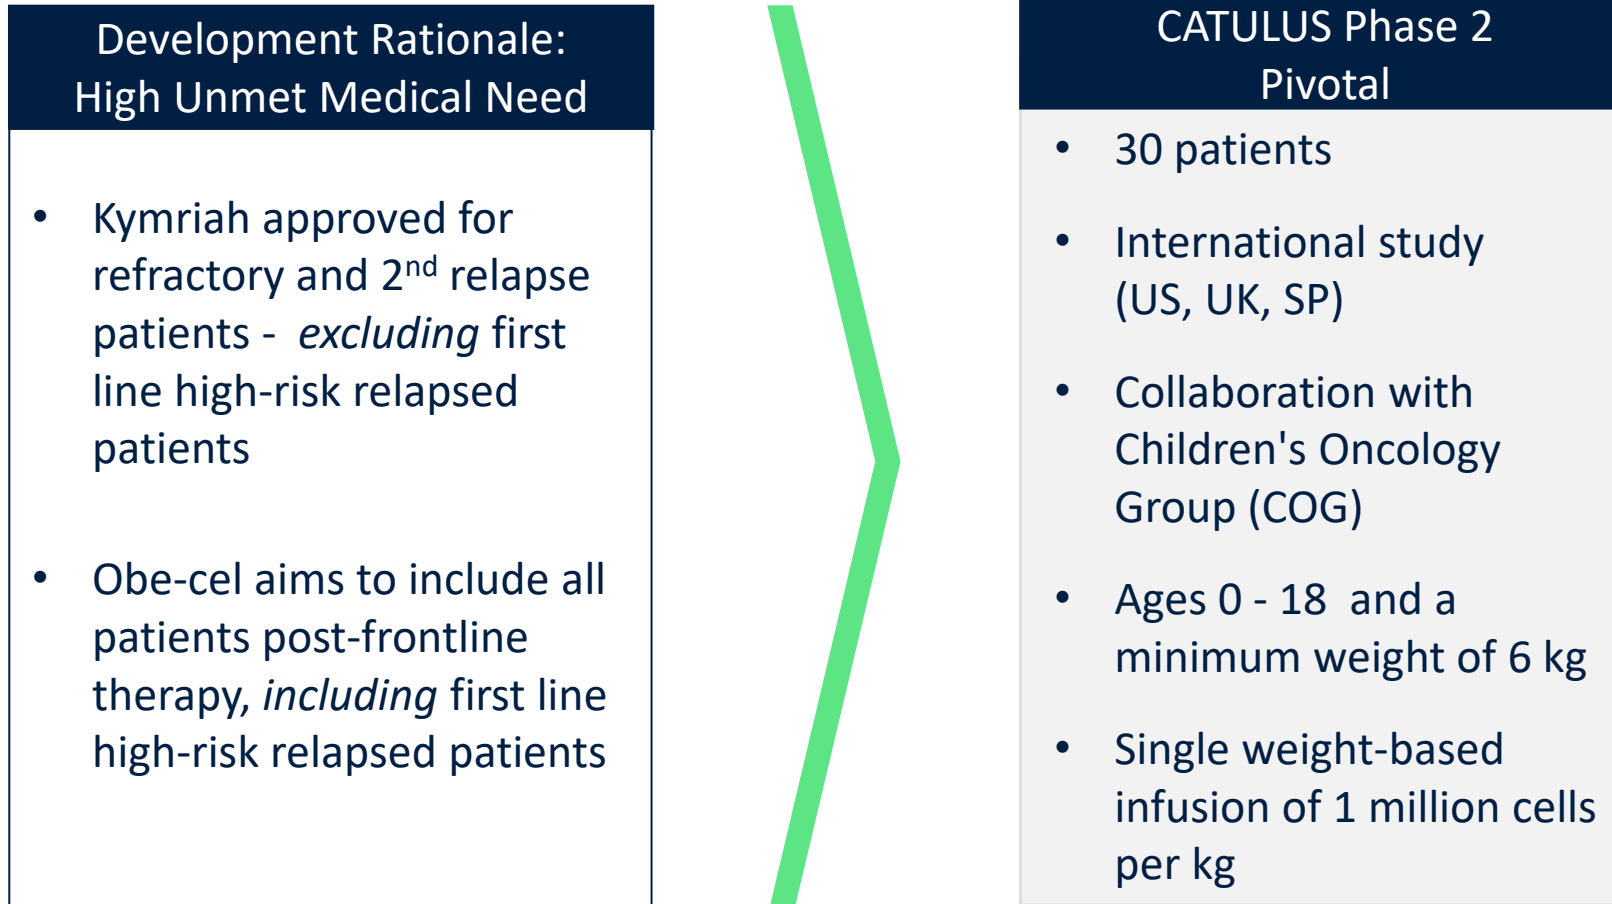 Development Rationale:
High Unmet Medical Need
• Kymriah approved for
refractory and 2nd relapse
patients - excluding first
line high-risk relapsed
patients
• Obe-cel aims to include all
patients post-frontline
therapy, including first line
high-risk relapsed patients
CATULUS Phase 2
Pivotal
• 30 patients
• International study
(US, UK, SP)
• Collaboration with
Children's Oncology
Group (COG)
• Ages 0 - 18 and a
minimum weight of 6 kg
• Single weight-based
infusion of 1 million cells
per kg